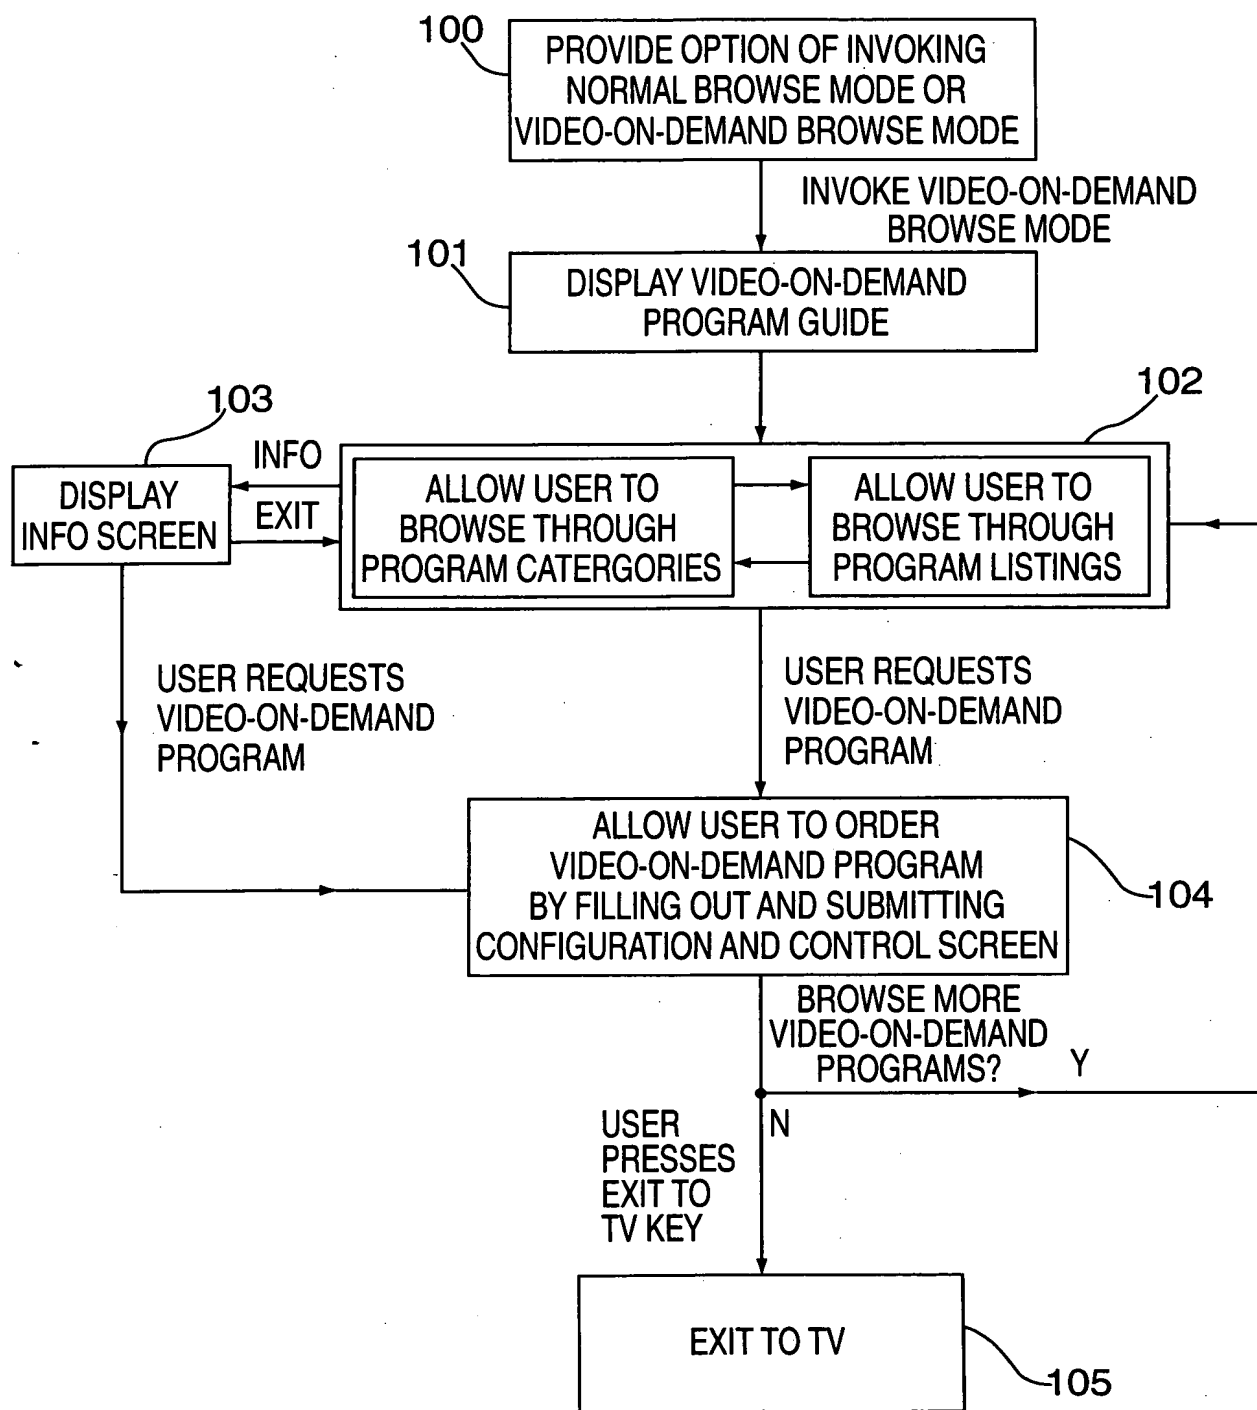 100
PROVIDE OPTION OF INVOKING
NORMAL BROWSE MODE OR
VIDEO-ON-DEMAND BROWSE MODE
INVOKE VIDEO-ON-DEMAND
BROWSE MODE
101
DISPLAY VIDEO-ON-DEMAND
PROGRAM GUIDE
102
103
INFO
EXIT
DISPLAY
INFO SCREEN
ALLOW USER TO
BROWSE THROUGH
PROGRAM CATERGORIES
ALLOW USER TO
BROWSE THROUGH
PROGRAM LISTINGS
USER REQUESTS
VIDEO-ON-DEMAND
PROGRAM
USER REQUESTS
VIDEO-ON-DEMAND
PROGRAM
ALLOW USER TO ORDER
VIDEO-ON-DEMAND PROGRAM
BY FILLING OUT AND SUBMITTING
CONFIGURATION AND CONTROL SCREEN
104
BROWSE MORE
VIDEO-ON-DEMAND
PROGRAMS?
Y
N
USER
PRESSES
EXIT TO
TV KEY
EXIT TO TV
105